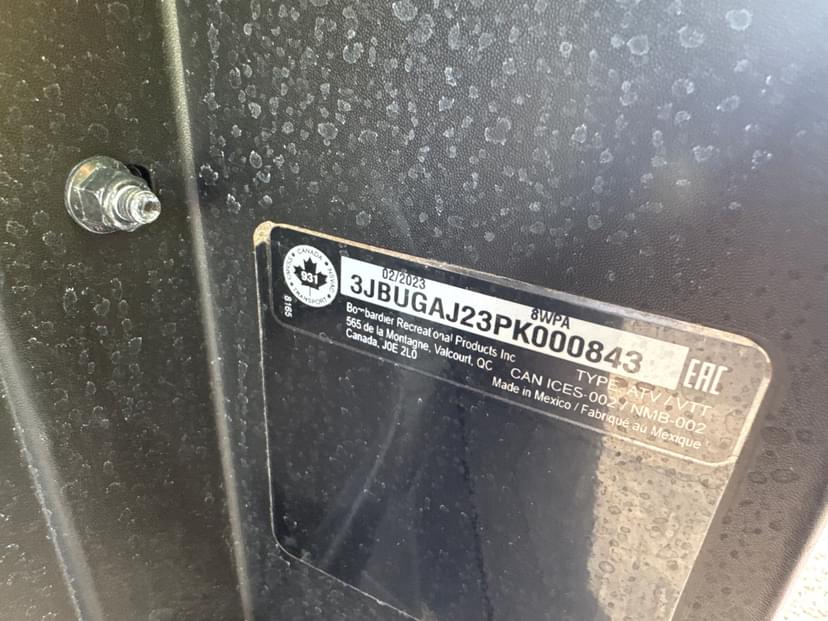 CANADA
931
TRANSPORT
8165
02/2023
8WPA
3JBUGAJ23PK000843
EAC
Bombardier Recreational Products Inc
565 de la Montagne, Valcourt, QC
Canada, J0E 2L0
TYPE: ATV / VTT
CAN ICES-002 / NMB-002
Made in Mexico / Fabriqué au Mexique